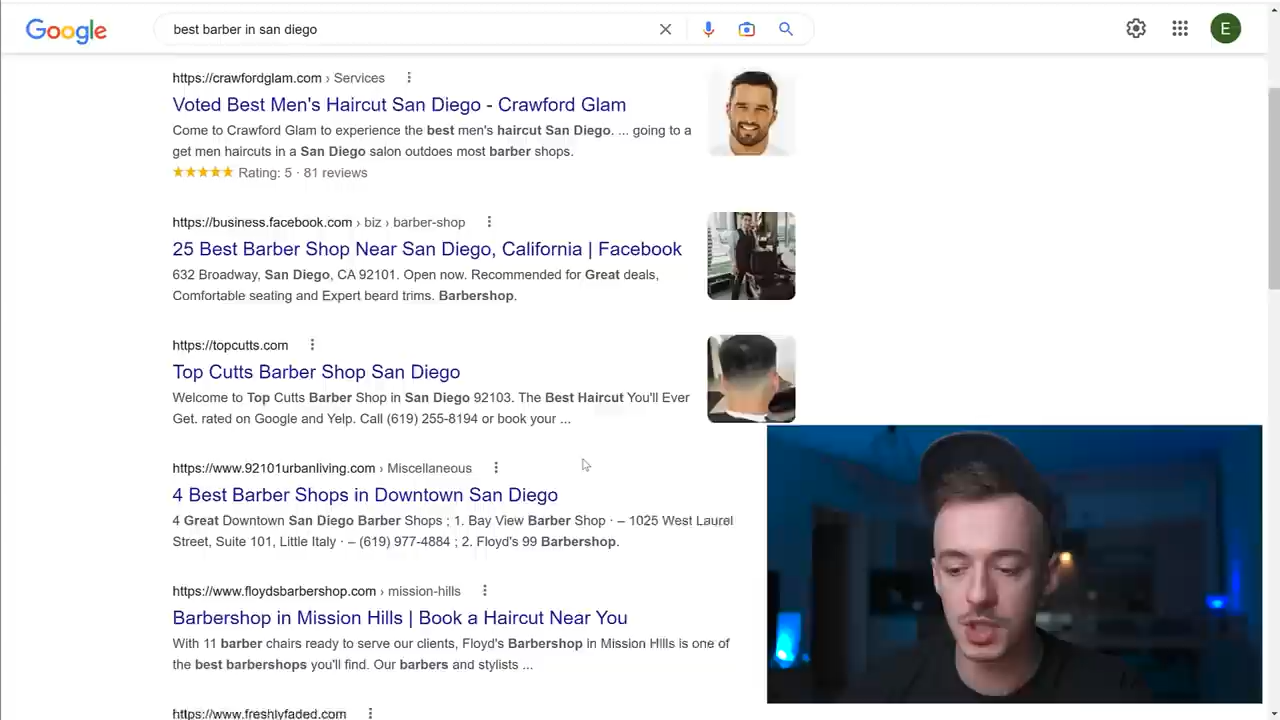 Google
best barber in san diego
E
https://crawfordglam.com › Services
Voted Best Men's Haircut San Diego - Crawford Glam
Come to Crawford Glam to experience the best men's haircut San Diego. ... going to a
get men haircuts in a San Diego salon outdoes most barber shops.
Rating: 5 · 81 reviews
https://business.facebook.com › biz › barber-shop
25 Best Barber Shop Near San Diego, California | Facebook
632 Broadway, San Diego, CA 92101. Open now. Recommended for Great deals,
Comfortable seating and Expert beard trims. Barbershop.
https://topcutts.com
Top Cutts Barber Shop San Diego
Welcome to Top Cutts Barber Shop in San Diego 92103. The Best Haircut You'll Ever
Get. rated on Google and Yelp. Call (619) 255-8194 or book your ...
https://www.92101urbanliving.com › Miscellaneous
4 Best Barber Shops in Downtown San Diego
4 Great Downtown San Diego Barber Shops ; 1. Bay View Barber Shop · – 1025 West Laurel
Street, Suite 101, Little Italy · – (619) 977-4884 ; 2. Floyd's 99 Barbershop.
https://www.floydsbarbershop.com › mission-hills
Barbershop in Mission Hills | Book a Haircut Near You
With 11 barber chairs ready to serve our clients, Floyd's Barbershop in Mission HIlls is one of
the best barbershops you'll find. Our barbers and stylists ...
https://www.freshlyfaded.com